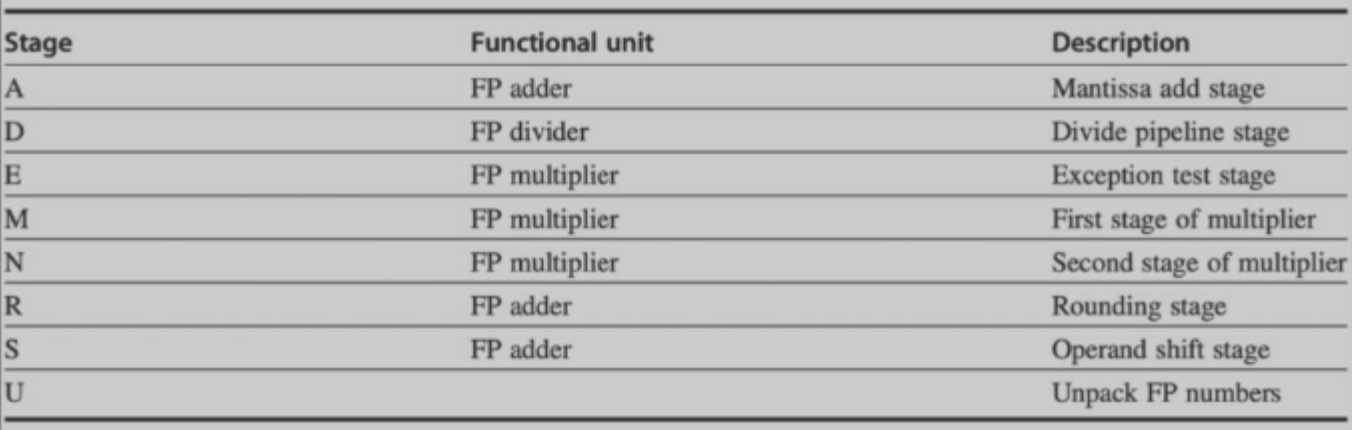 Stage Functional unit Description
A FP adder Mantissa add stage
D FP divider Divide pipeline stage
E FP multiplier Exception test stage
M FP multiplier First stage of multiplier
N FP multiplier Second stage of multiplier
R FP adder Rounding stage
S FP adder Operand shift stage
U Unpack FP numbers